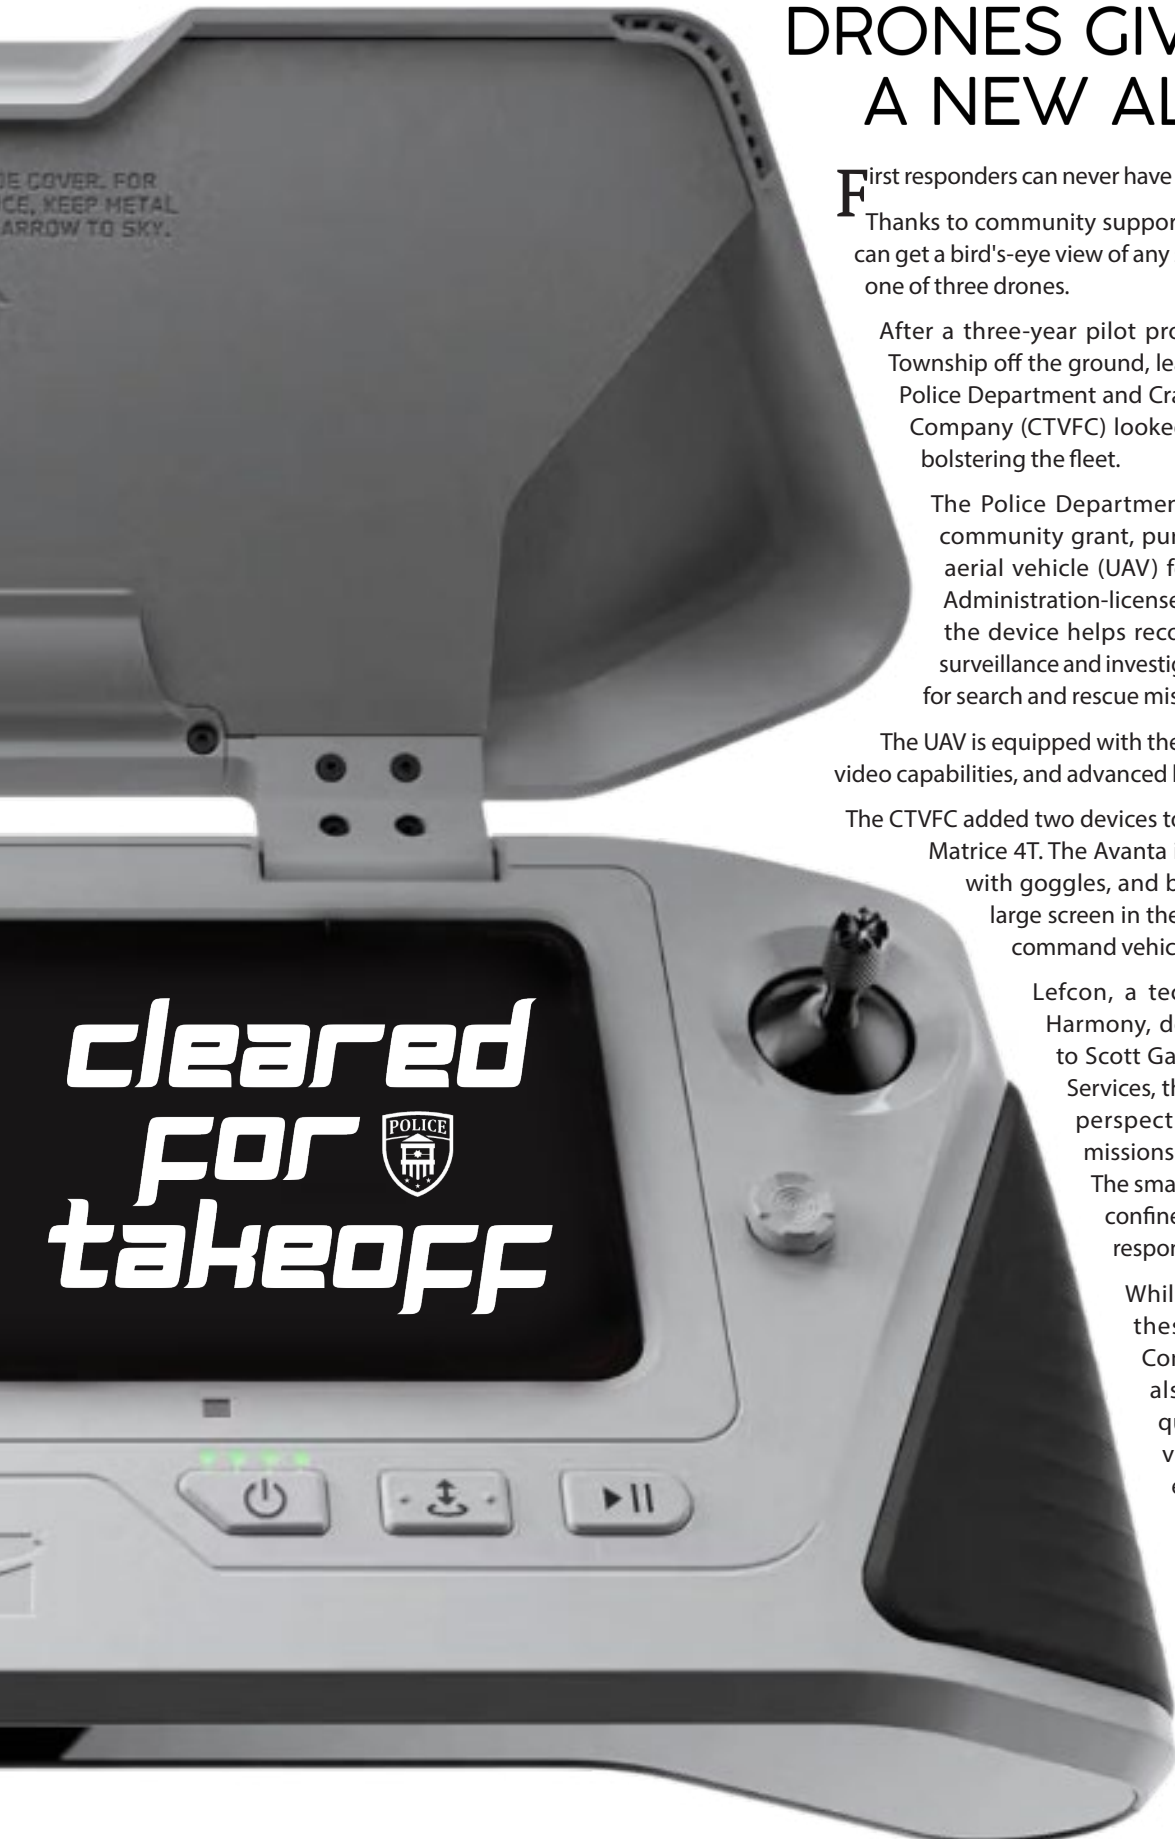 DRONES GIV
A NEW AL
DE COVER. FOR
CE, KEEP METAL
ARROW TO SKY.
First responders can never have
Thanks to community suppor
can get a bird's-eye view of any
one of three drones.
After a three-year pilot pro
Township off the ground, lea
Police Department and Cra
Company (CTVFC) looke
bolstering the fleet.
The Police Departmen
community grant, pur
aerial vehicle (UAV) f
Administration-license
the device helps reco
surveillance and investig
for search and rescue mis
The UAV is equipped with the
video capabilities, and advanced
The CTVFC added two devices to
Matrice 4T. The Avanta
with goggles, and b
large screen in the
command vehic
Lefcon, a tec
Harmony, d
to Scott Ga
Services, th
perspect
missions
The sma
confine
respon
Whil
thes
Con
als
qu
v
e
cleared
for
POLICE
takeoff